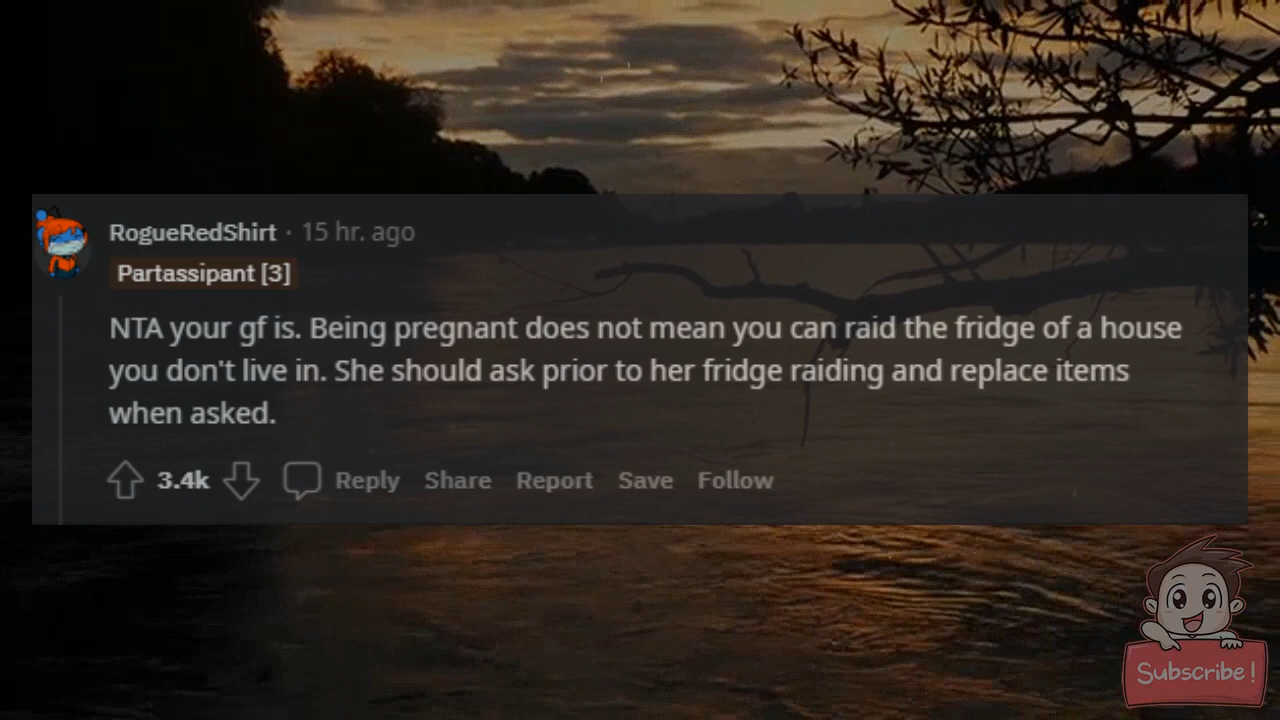 RogueRedShirt · 15 hr. ago
Partassipant [3]
NTA your gf is. Being pregnant does not mean you can raid the fridge of a house
you don't live in. She should ask prior to her fridge raiding and replace items
when asked.
3.4k Reply Share Report Save Follow
Subscribe!